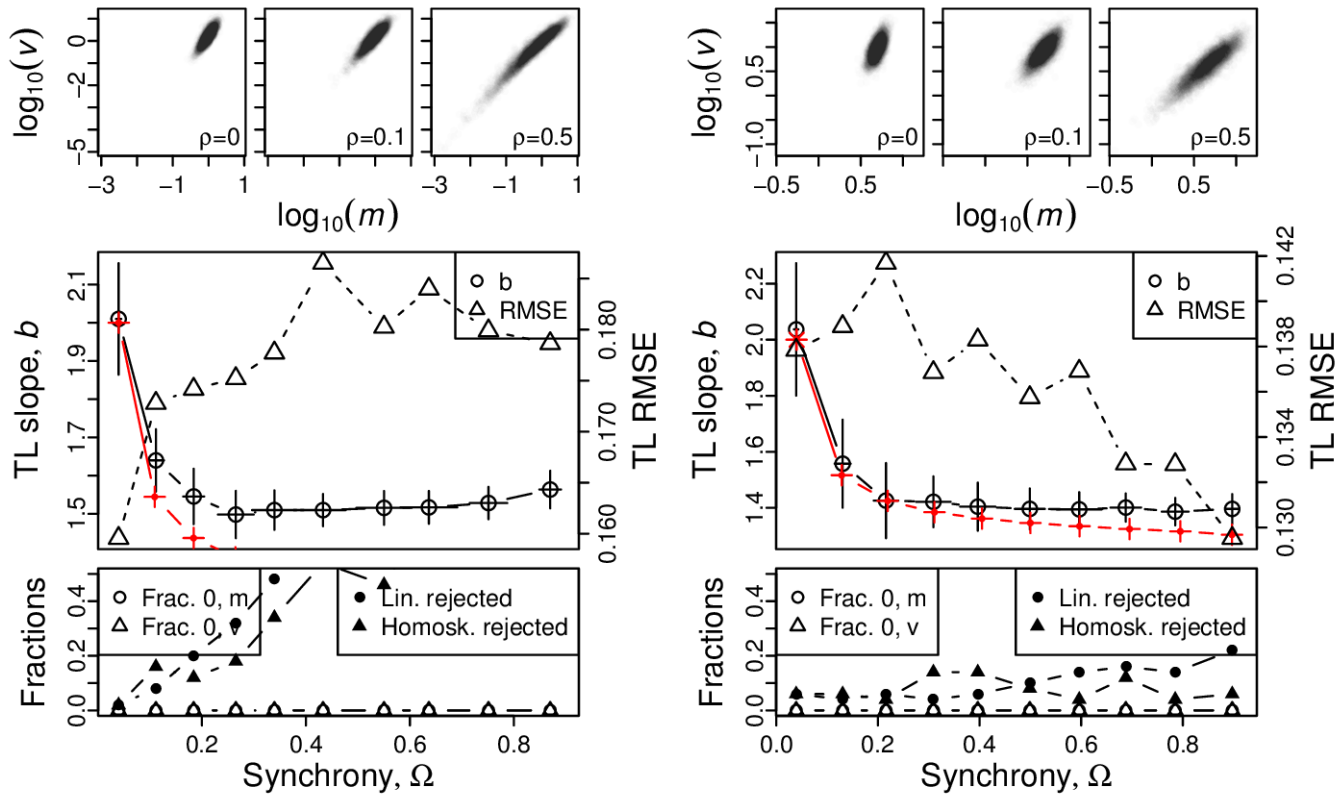 log10(v)
0
−2
−5
ρ=0
ρ=0.1
ρ=0.5
−3 −1 1 −3 −1 1
log10(m)
log10(v)
0.5
0.5
−1.0
ρ=0
ρ=0.1
ρ=0.5
−0.5 0.5 −0.5 0.5
log10(m)
TL slope, b
2.1
1.9
1.7
1.5
b
RMSE
0.180
0.170
0.160
TL RMSE
TL slope, b
2.2
2.0
1.8
1.6
1.4
b
RMSE
0.142
0.138
0.134
0.130
TL RMSE
Fractions
0.4
0.2
0.0
Frac. 0, m
Frac. 0, v
Lin. rejected
Homosk. rejected
0.2 0.4 0.6 0.8
Synchrony, Ω
Fractions
0.4
0.2
0.0
Frac. 0, m
Frac. 0, v
Lin. rejected
Homosk. rejected
0.0 0.2 0.4 0.6 0.8
Synchrony, Ω